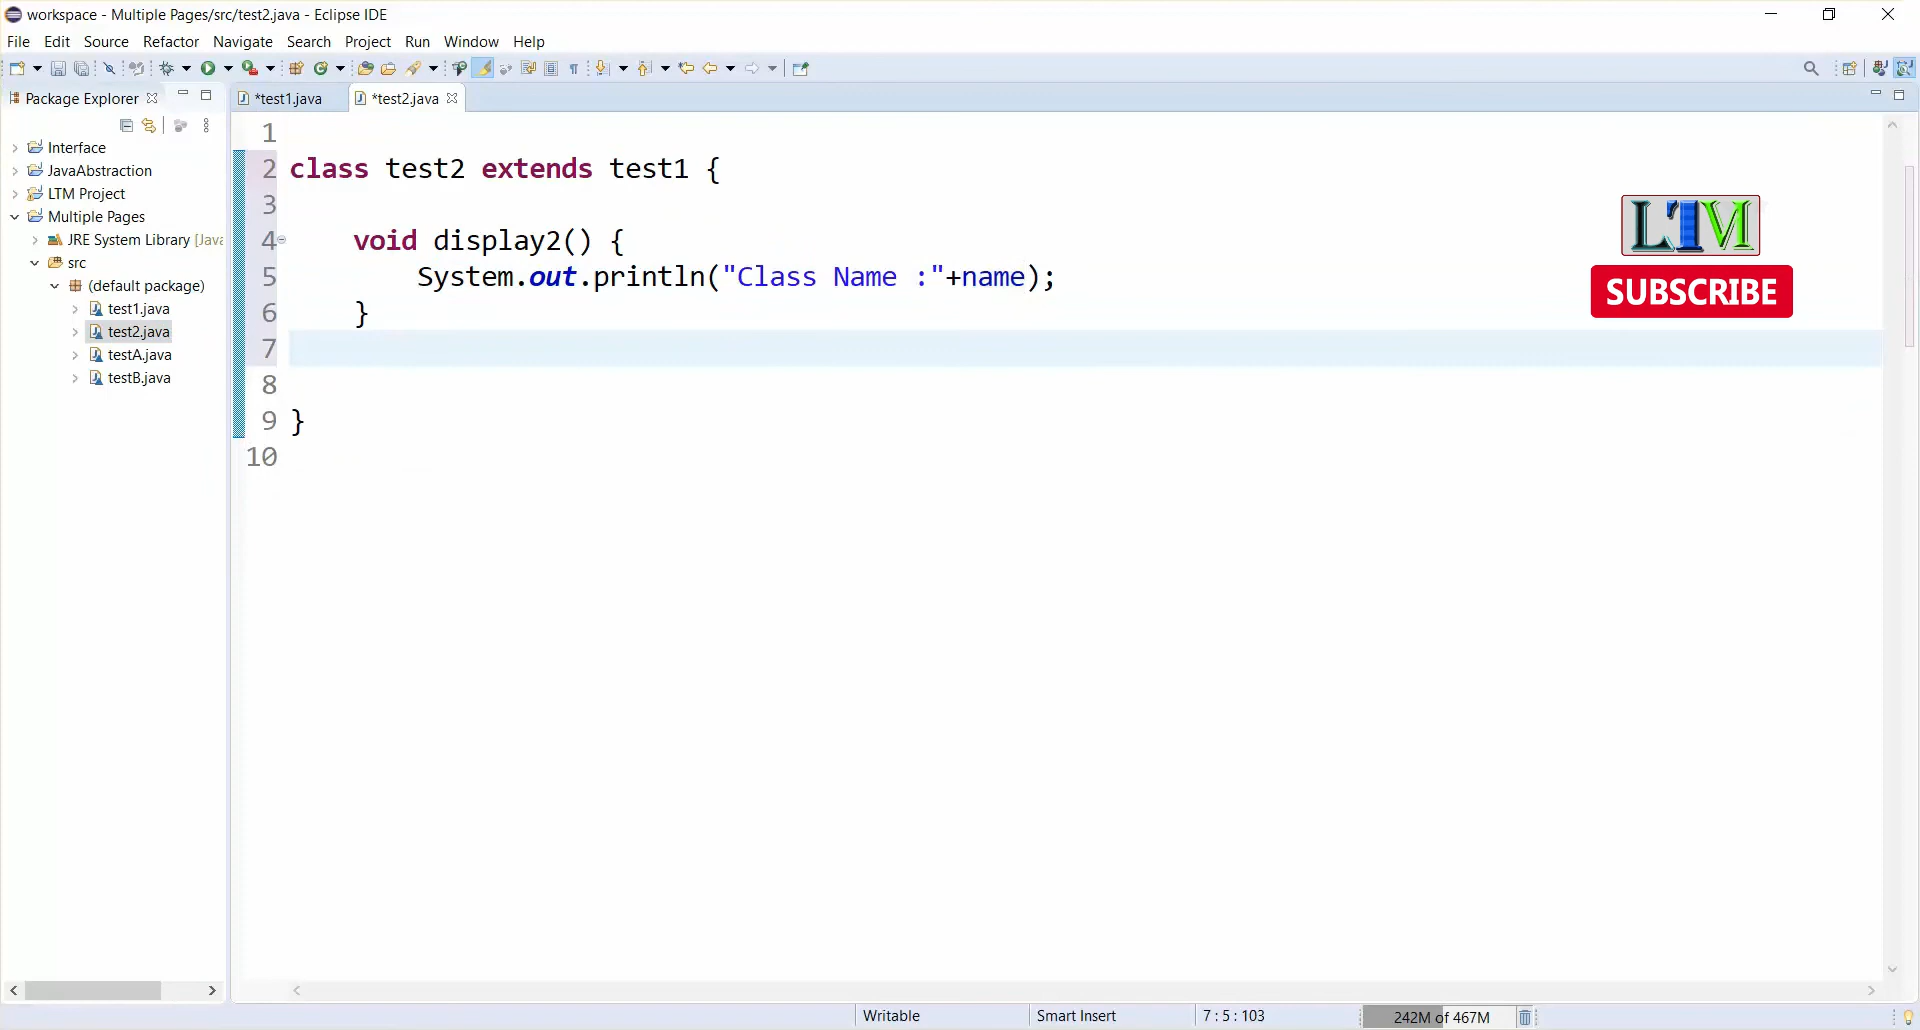 workspace - Multiple Pages/src/test2.java - Eclipse IDE
File Edit Source Refactor Navigate Search Project Run Window Help
Package Explorer
*test1.java
*test2.java
Interface
JavaAbstraction
LTM Project
Multiple Pages
JRE System Library [Java
src
(default package)
test1.java
test2.java
testA.java
testB.java
1
2 class test2 extends test1 {
3
4 void display2() {
5 System.out.println("Class Name :"+name);
6 }
7
8
9 }
10
LTM
SUBSCRIBE
Writable
Smart Insert
7 : 5 : 103
242M of 467M